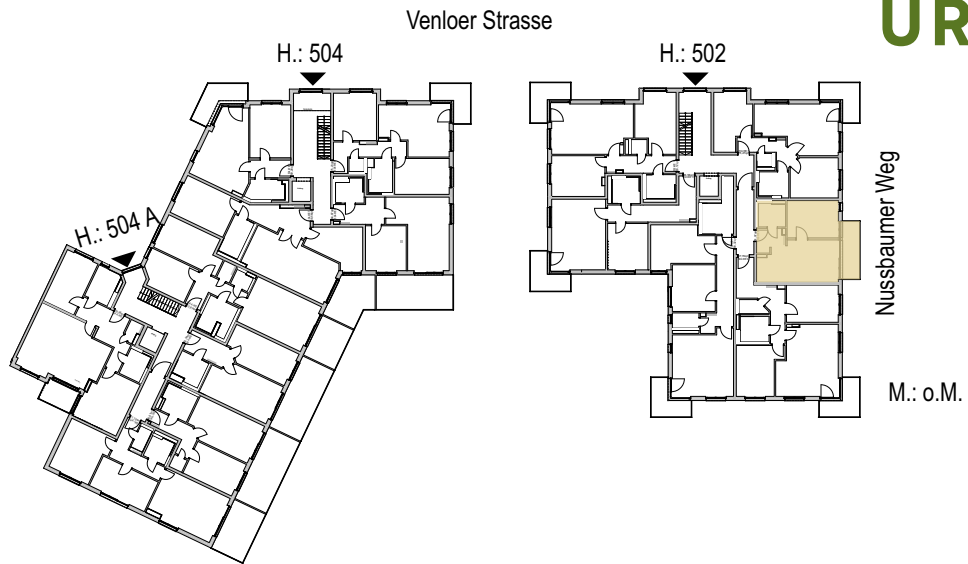 Venloer Strasse
UR
H.: 504
H.: 502
H.: 504 A
Nussbaumer Weg
M.: o.M.